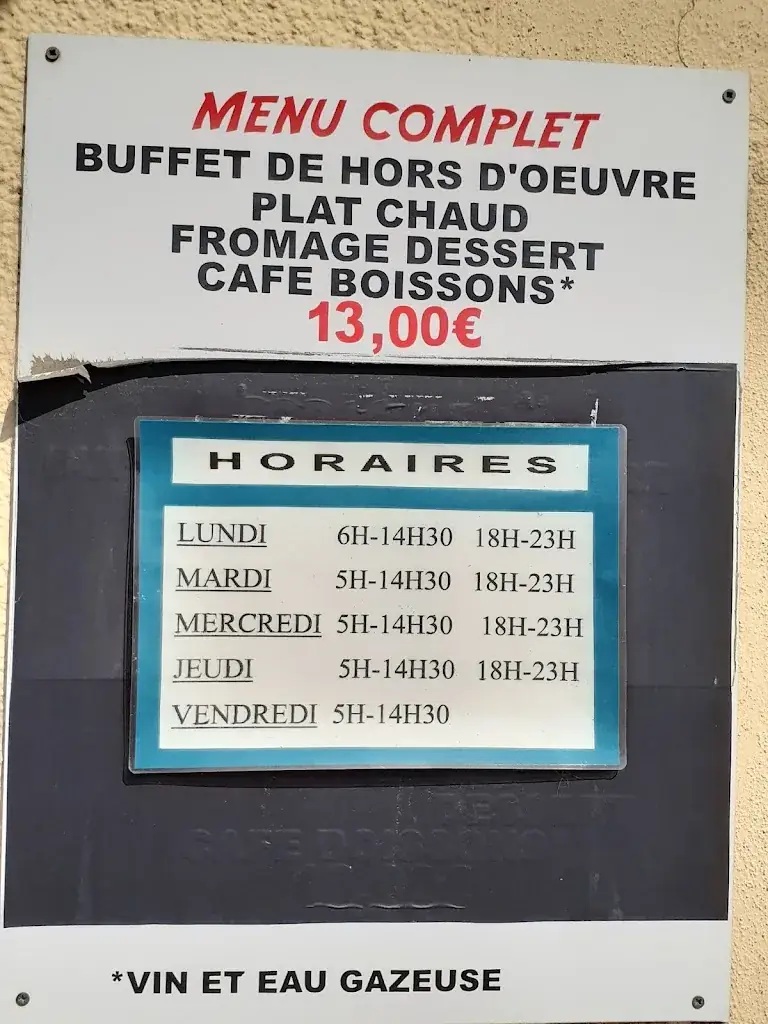 MENU COMPLET
BUFFET DE HORS D'OEUVRE
PLAT CHAUD
FROMAGE DESSERT
CAFE BOISSONS*
13,00€
HORAIRES
LUNDI 6H-14H30 18H-23H
MARDI 5H-14H30 18H-23H
MERCREDI 5H-14H30 18H-23H
JEUDI 5H-14H30 18H-23H
VENDREDI 5H-14H30
*VIN ET EAU GAZEUSE